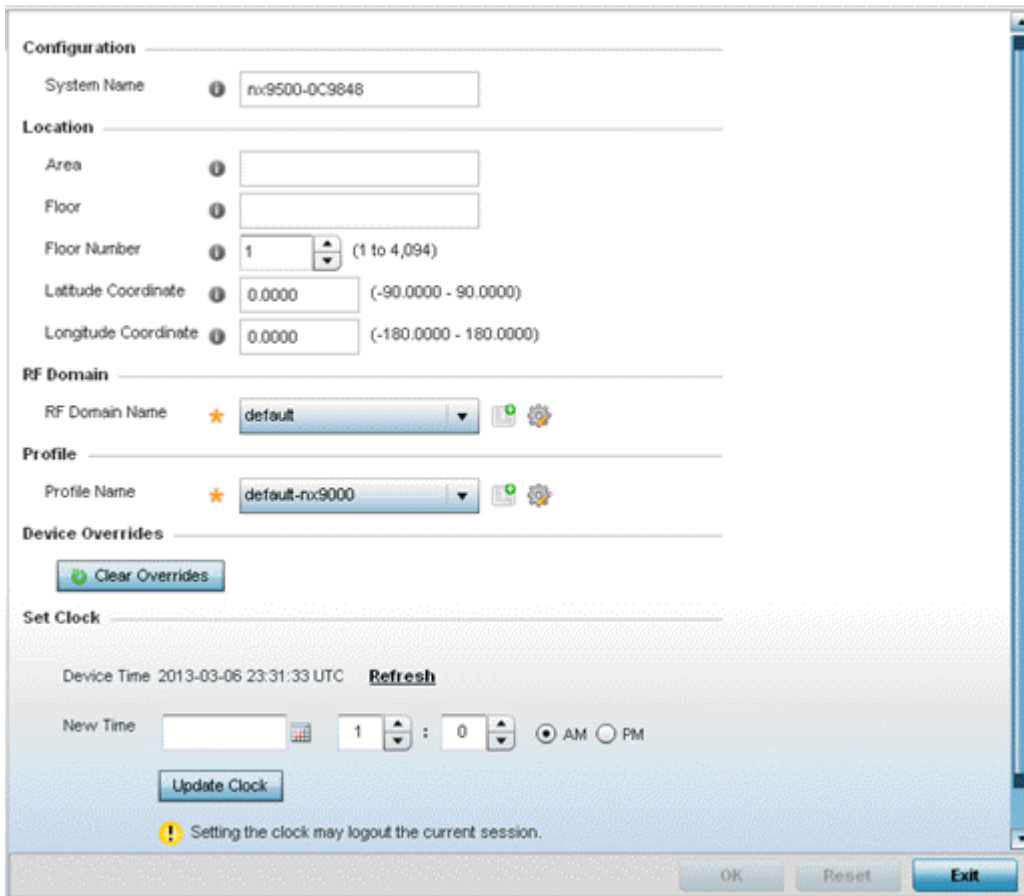 Configuration
System Name nx9500-0C9848
Location
Area
Floor
Floor Number 1 (1 to 4,094)
Latitude Coordinate 0.0000 (-90.0000 - 90.0000)
Longitude Coordinate 0.0000 (-180.0000 - 180.0000)
RF Domain
RF Domain Name * default
Profile
Profile Name * default-nx9000
Device Overrides
Clear Overrides
Set Clock
Device Time 2013-03-06 23:31:33 UTC Refresh
New Time 1 : 0 AM PM
Update Clock
! Setting the clock may logout the current session.
OK Reset Exit